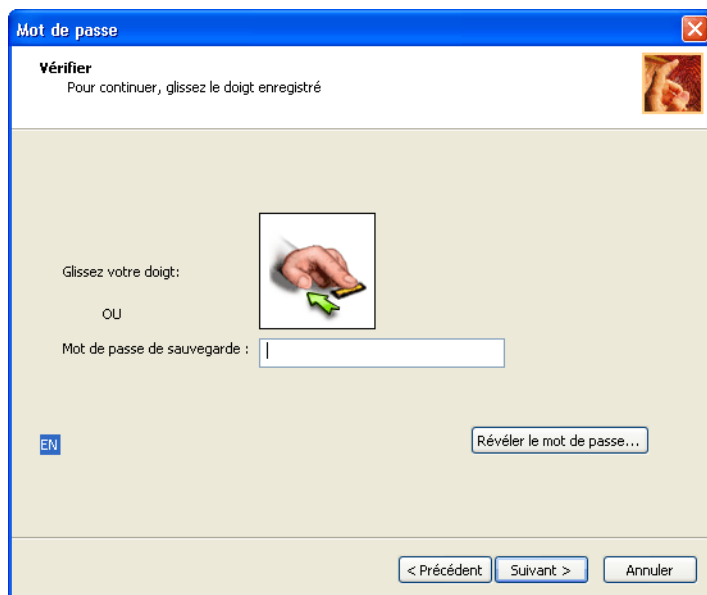 Mot de passe
Vérifier
Pour continuer, glissez le doigt enregistré
Glissez votre doigt:
OU
Mot de passe de sauvegarde :
EN
Révéler le mot de passe...
< Précédent
Suivant >
Annuler